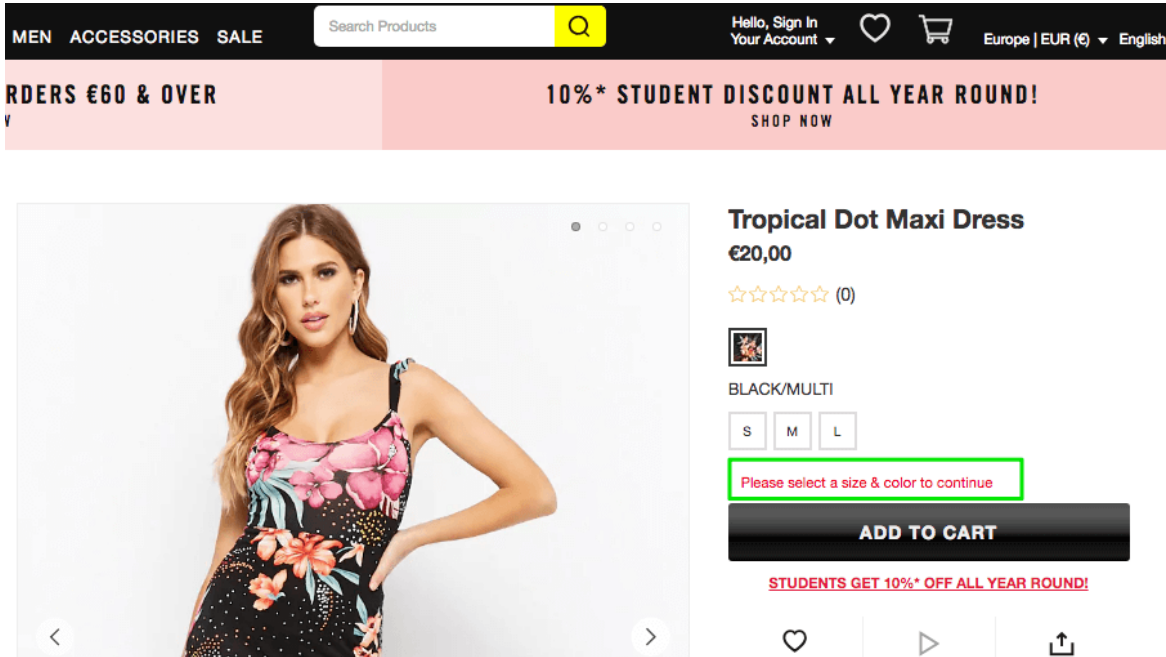 MEN ACCESSORIES SALE
Search Products
Hello, Sign In
Your Account
Europe | EUR (€)
English
RDERS €60 & OVER
10%* STUDENT DISCOUNT ALL YEAR ROUND!
SHOP NOW
Tropical Dot Maxi Dress
€20,00
(0)
BLACK/MULTI
S M L
Please select a size & color to continue
ADD TO CART
STUDENTS GET 10%* OFF ALL YEAR ROUND!